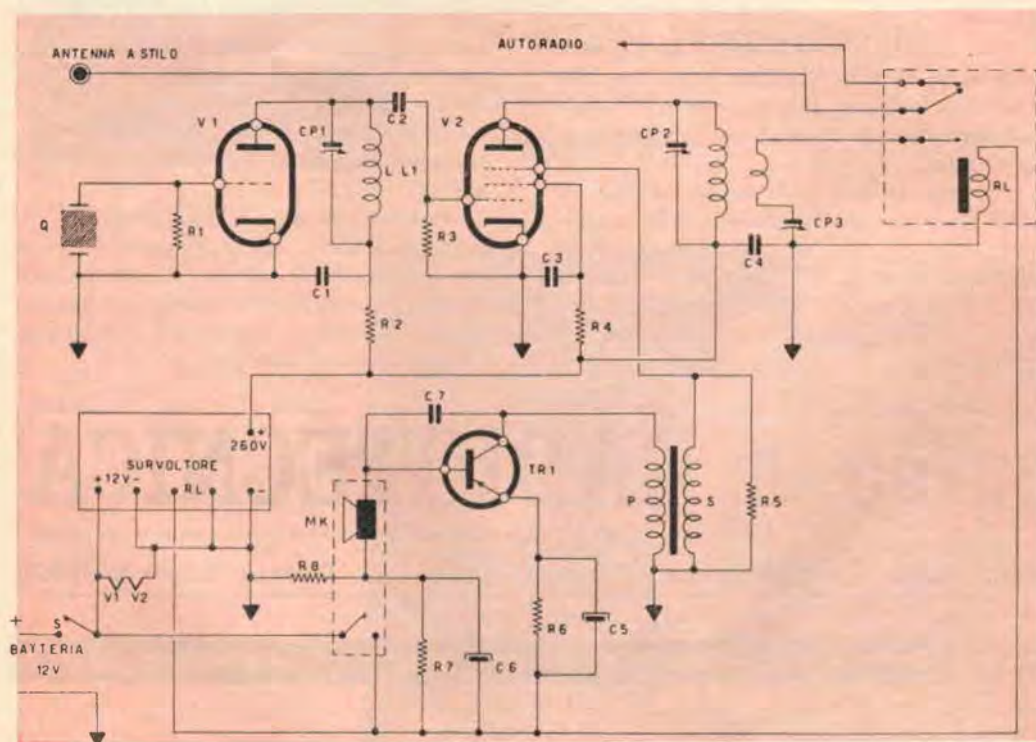 AUTORADIO
ANTENNA A STILO
V1
CP1
C2
V2
CP2
L L1
Q
R1
R3
RL
CP3
C1
C3
C4
R2
R4
C7
+
260V
SURVOLTORE
+ 12V -
RL
-
TR1
MK
P
S
R5
R8
V1 V2
S
+
BATTERIA
12V
R7
C6
R6
C5